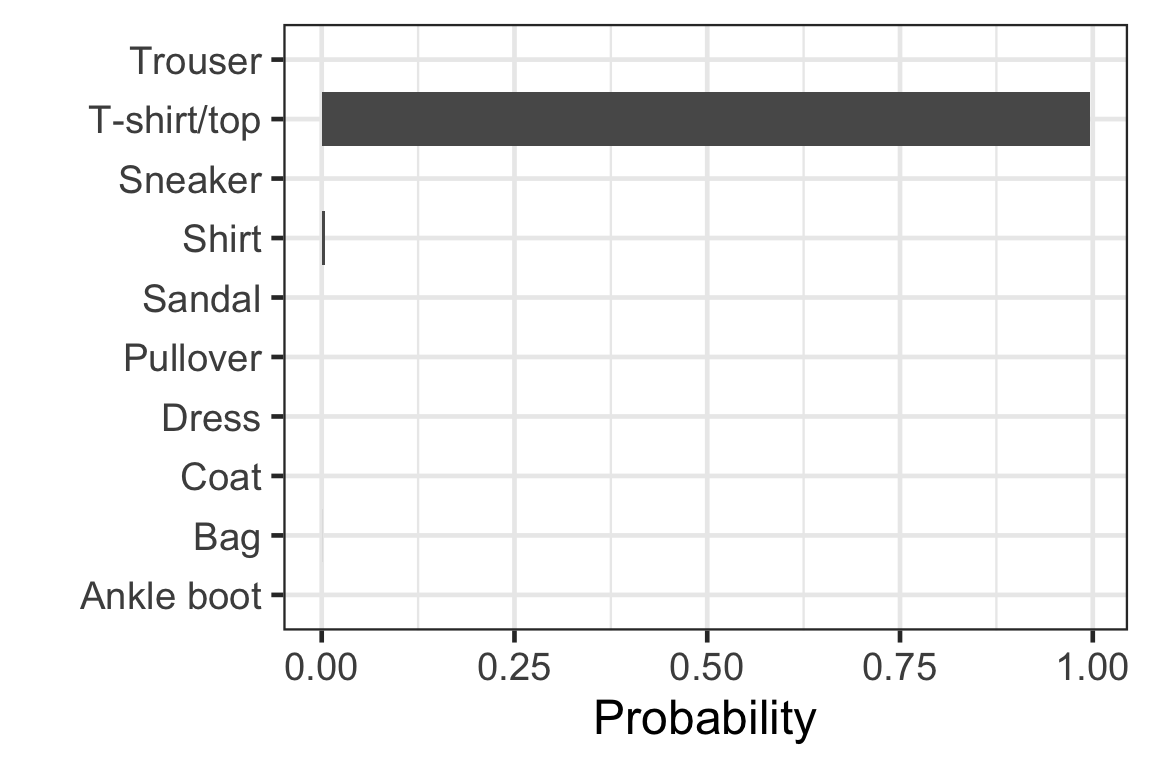 Trouser
T-shirt/top
Sneaker
Shirt
Sandal
Pullover
Dress
Coat
Bag
Ankle boot
0.00 0.25 0.50 0.75 1.00
Probability